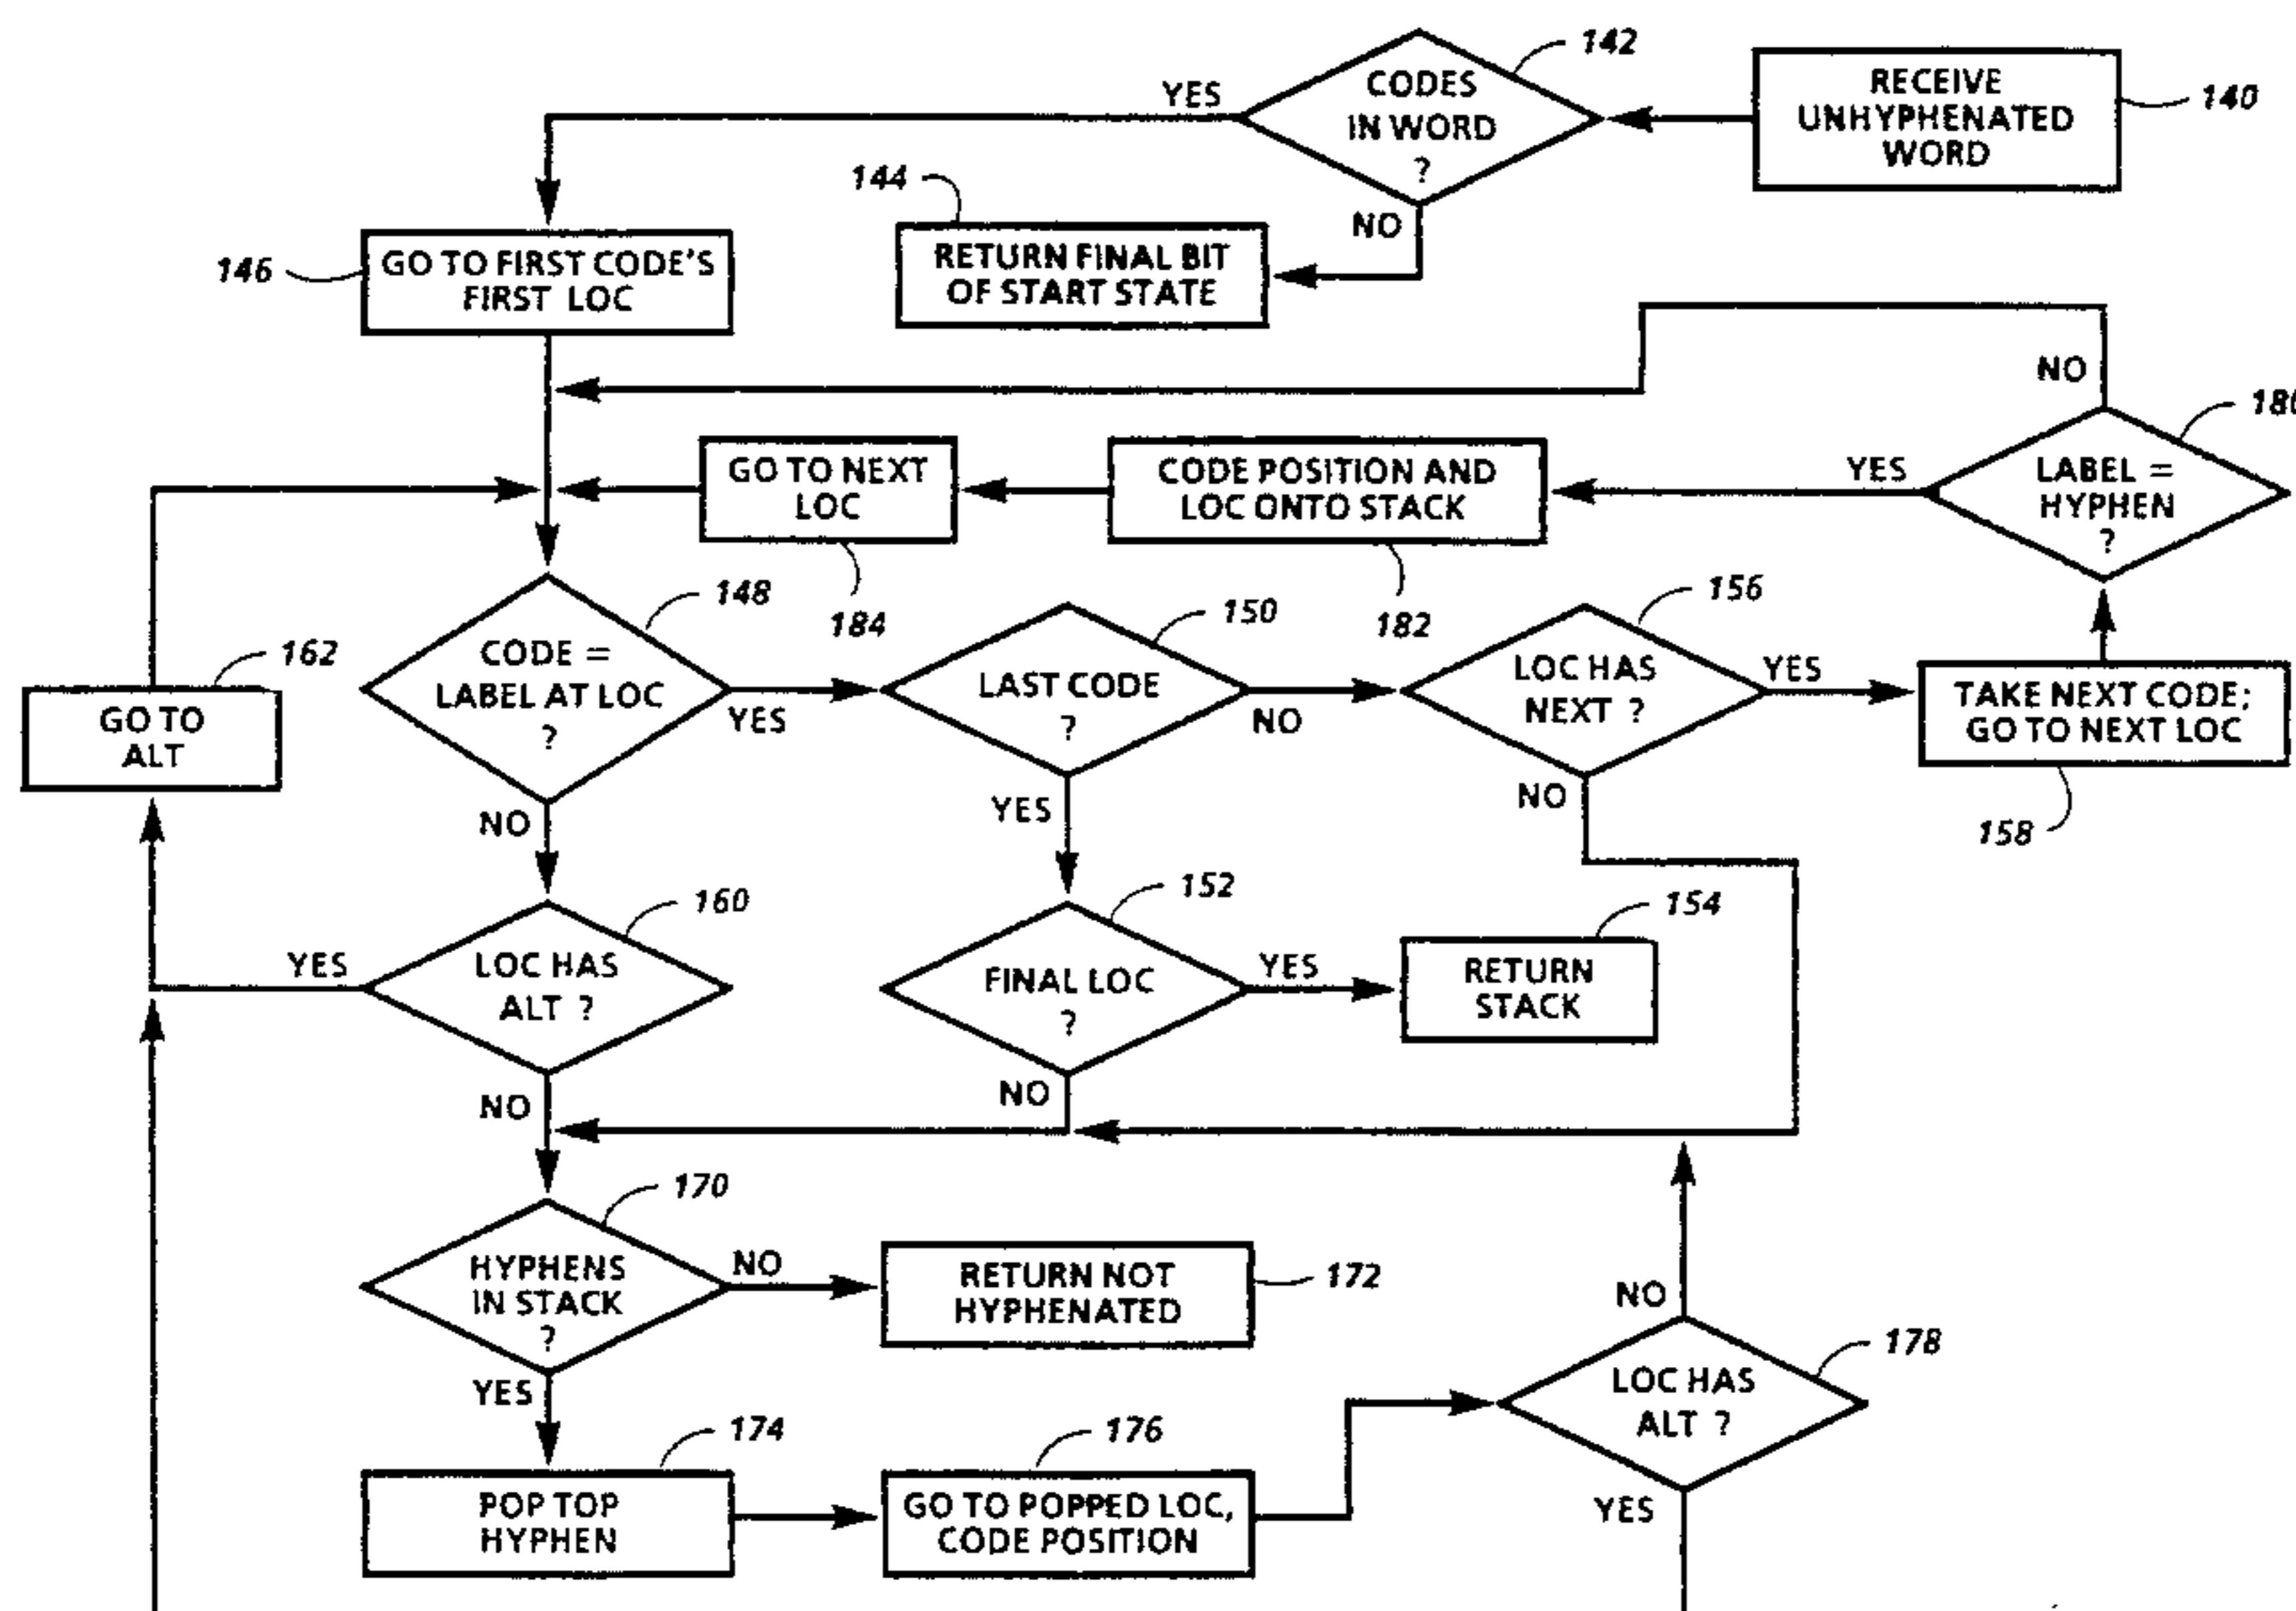 142
CODES
IN WORD
?
YES
NO
RECEIVE
UNHYPHENATED
WORD
140
144
RETURN FINAL BIT
OF START STATE
146
GO TO FIRST CODE'S
FIRST LOC
NO
LABEL =
HYPHEN
?
YES
CODE POSITION AND
LOC ONTO STACK
182
GO TO NEXT
LOC
184
148
CODE =
LABEL AT LOC
?
YES
NO
150
LAST CODE
?
NO
YES
156
LOC HAS
NEXT ?
YES
NO
TAKE NEXT CODE;
GO TO NEXT LOC
158
162
GO TO
ALT
160
LOC HAS
ALT ?
YES
NO
152
FINAL LOC
?
YES
NO
154
RETURN
STACK
170
HYPHENS
IN STACK
?
NO
YES
RETURN NOT
HYPHENATED
172
174
POP TOP
HYPHEN
176
GO TO POPPED LOC,
CODE POSITION
178
LOC HAS
ALT ?
NO
YES